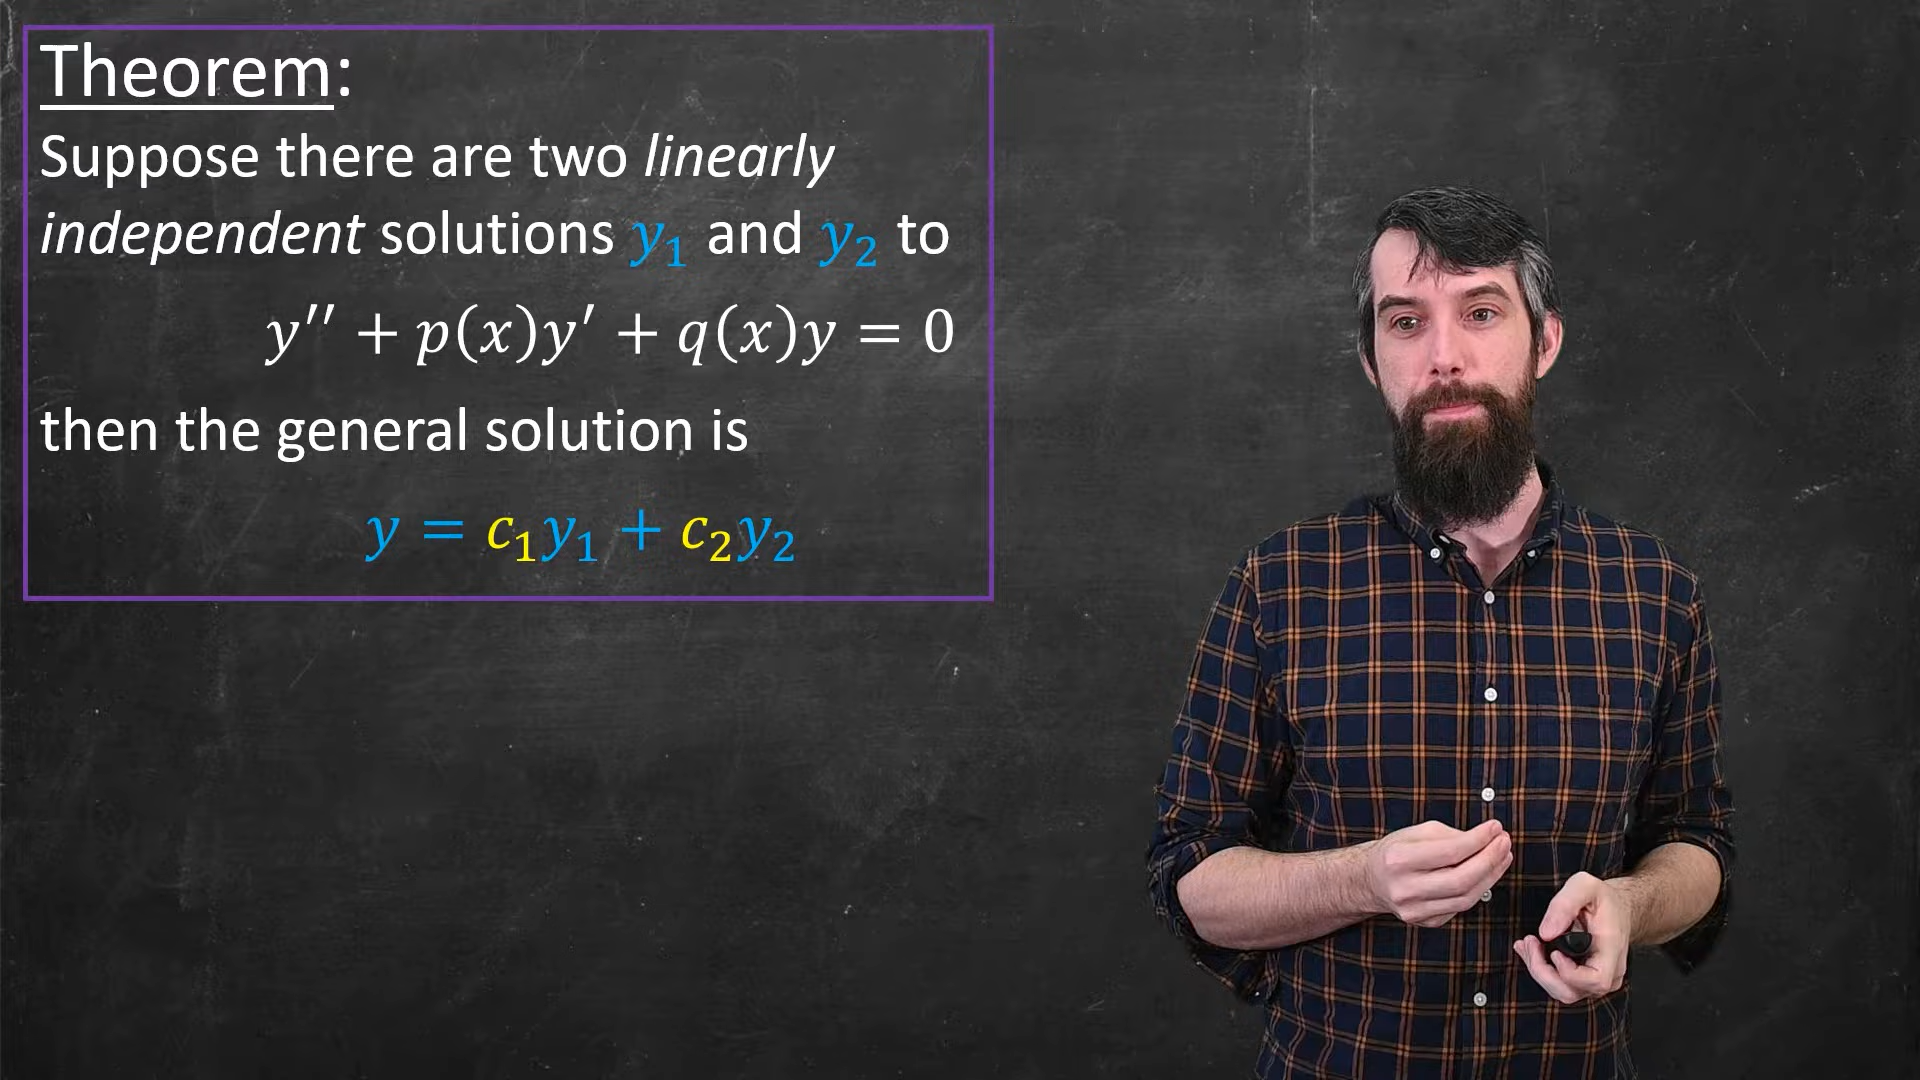 Theorem:
Suppose there are two linearly
independent solutions y₁ and y₂ to
y′′ + p(x)y′ + q(x)y = 0
then the general solution is
y = c₁y₁ + c₂y₂